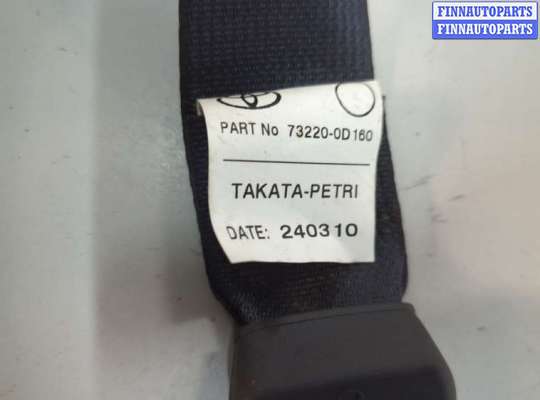 FINNAUTOPARTS
FINNAUTOPARTS
PART No 73220-0D160
TAKATA-PETRI
DATE: 240310